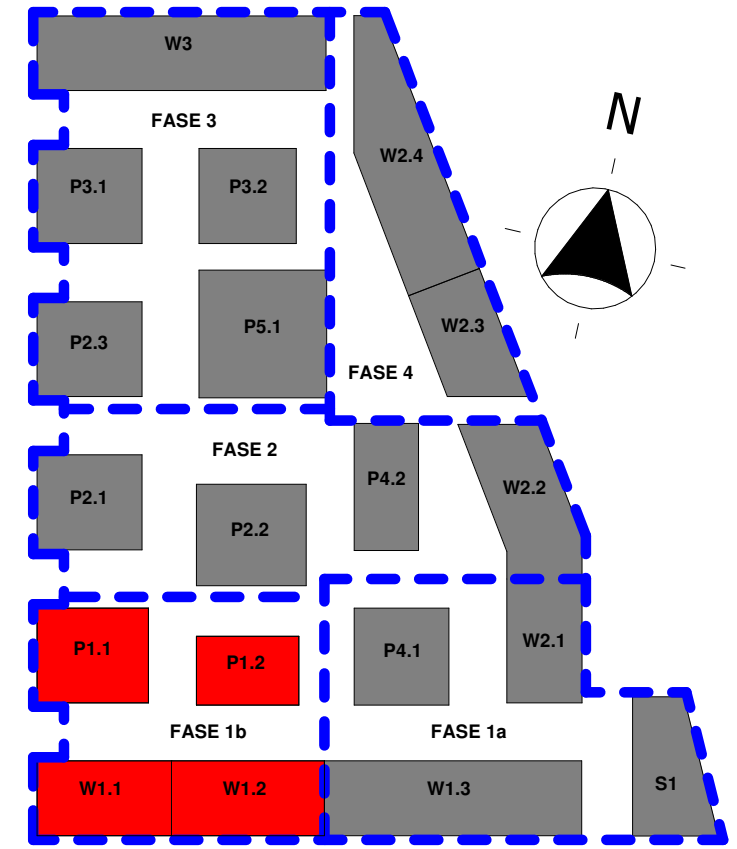 W3
FASE 3
N
W2.4
P3.1
P3.2
P5.1
W2.3
P2.3
FASE 4
FASE 2
P4.2
W2.2
P2.1
P2.2
P1.1
P1.2
P4.1
W2.1
FASE 1b
FASE 1a
W1.1
W1.2
W1.3
S1